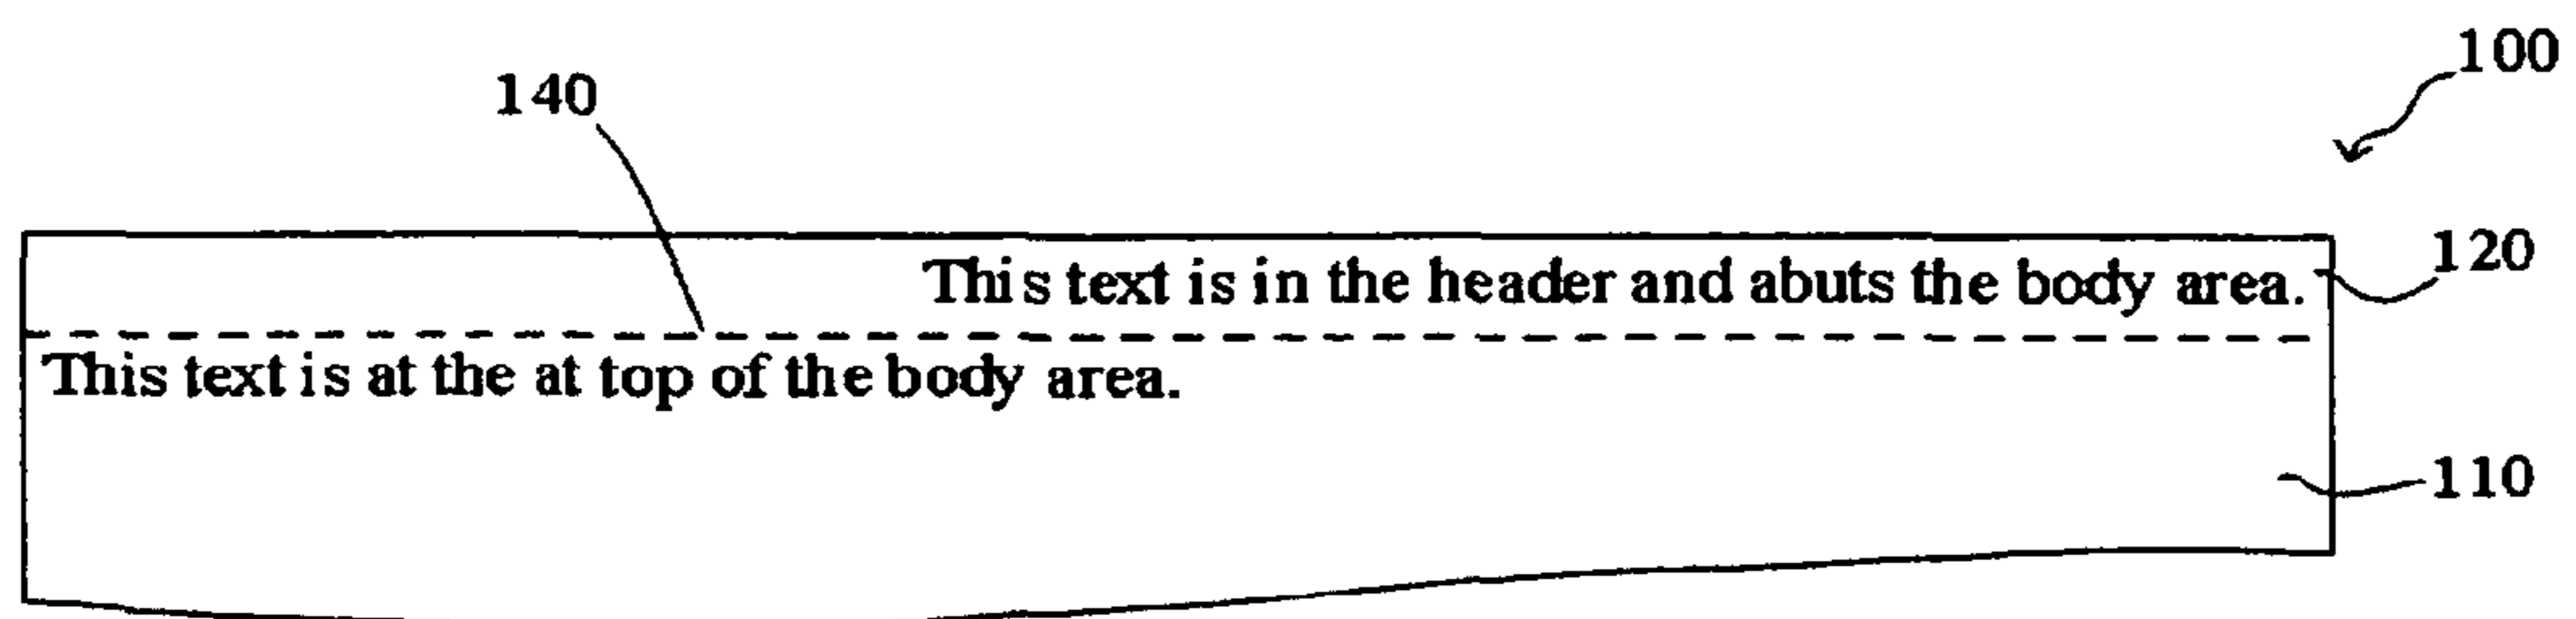 100
140
120
This text is in the header and abuts the body area.
This text is at the at top of the body area.
110